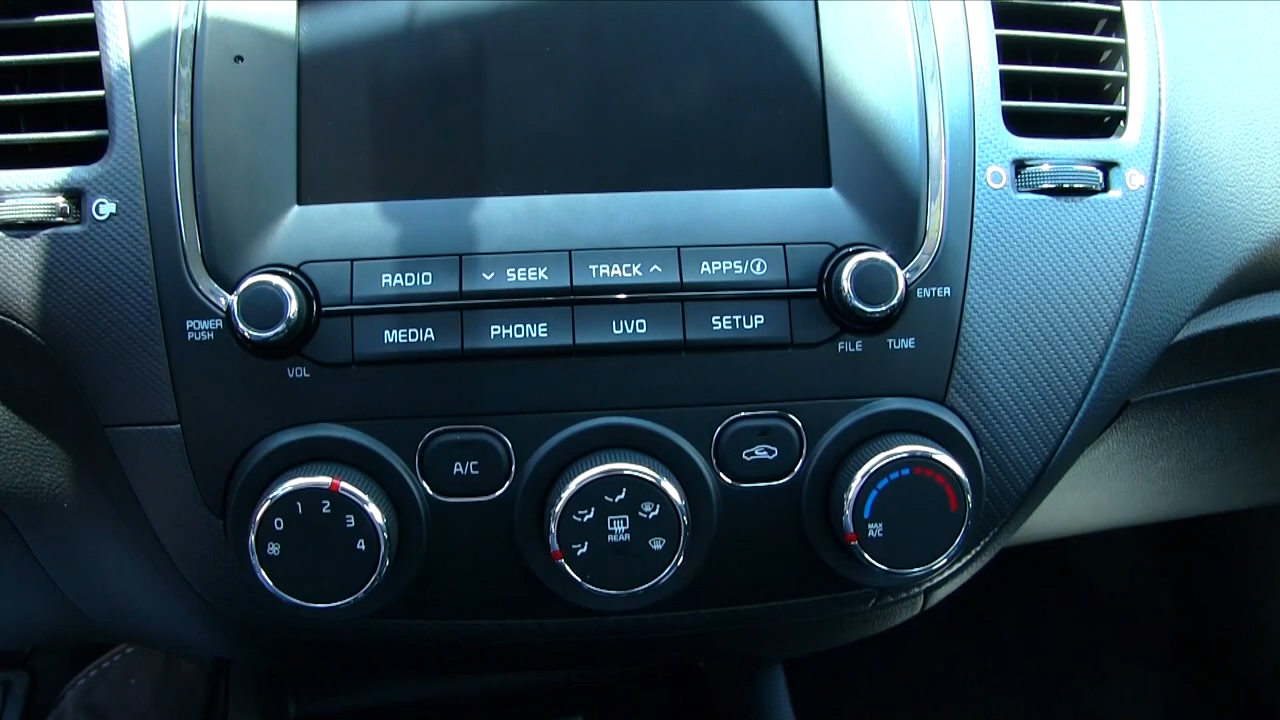 RADIO
SEEK
TRACK
APPS/i
MEDIA
PHONE
UVO
SETUP
POWER
PUSH
VOL
ENTER
FILE
TUNE
A/C
0
1
2
3
4
REAR
MAX
A/C